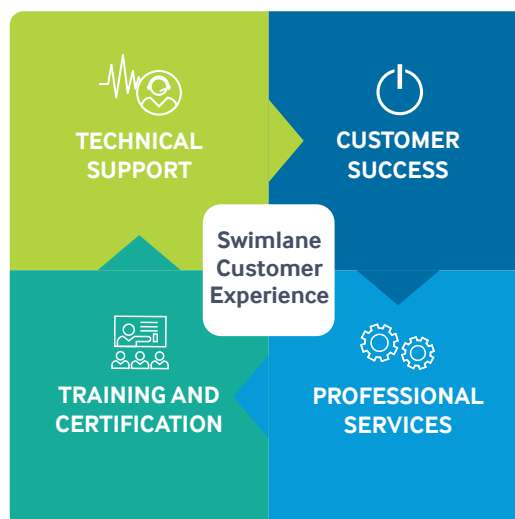 TECHNICAL
SUPPORT
CUSTOMER
SUCCESS
Swimlane
Customer
Experience
TRAINING AND
CERTIFICATION
PROFESSIONAL
SERVICES